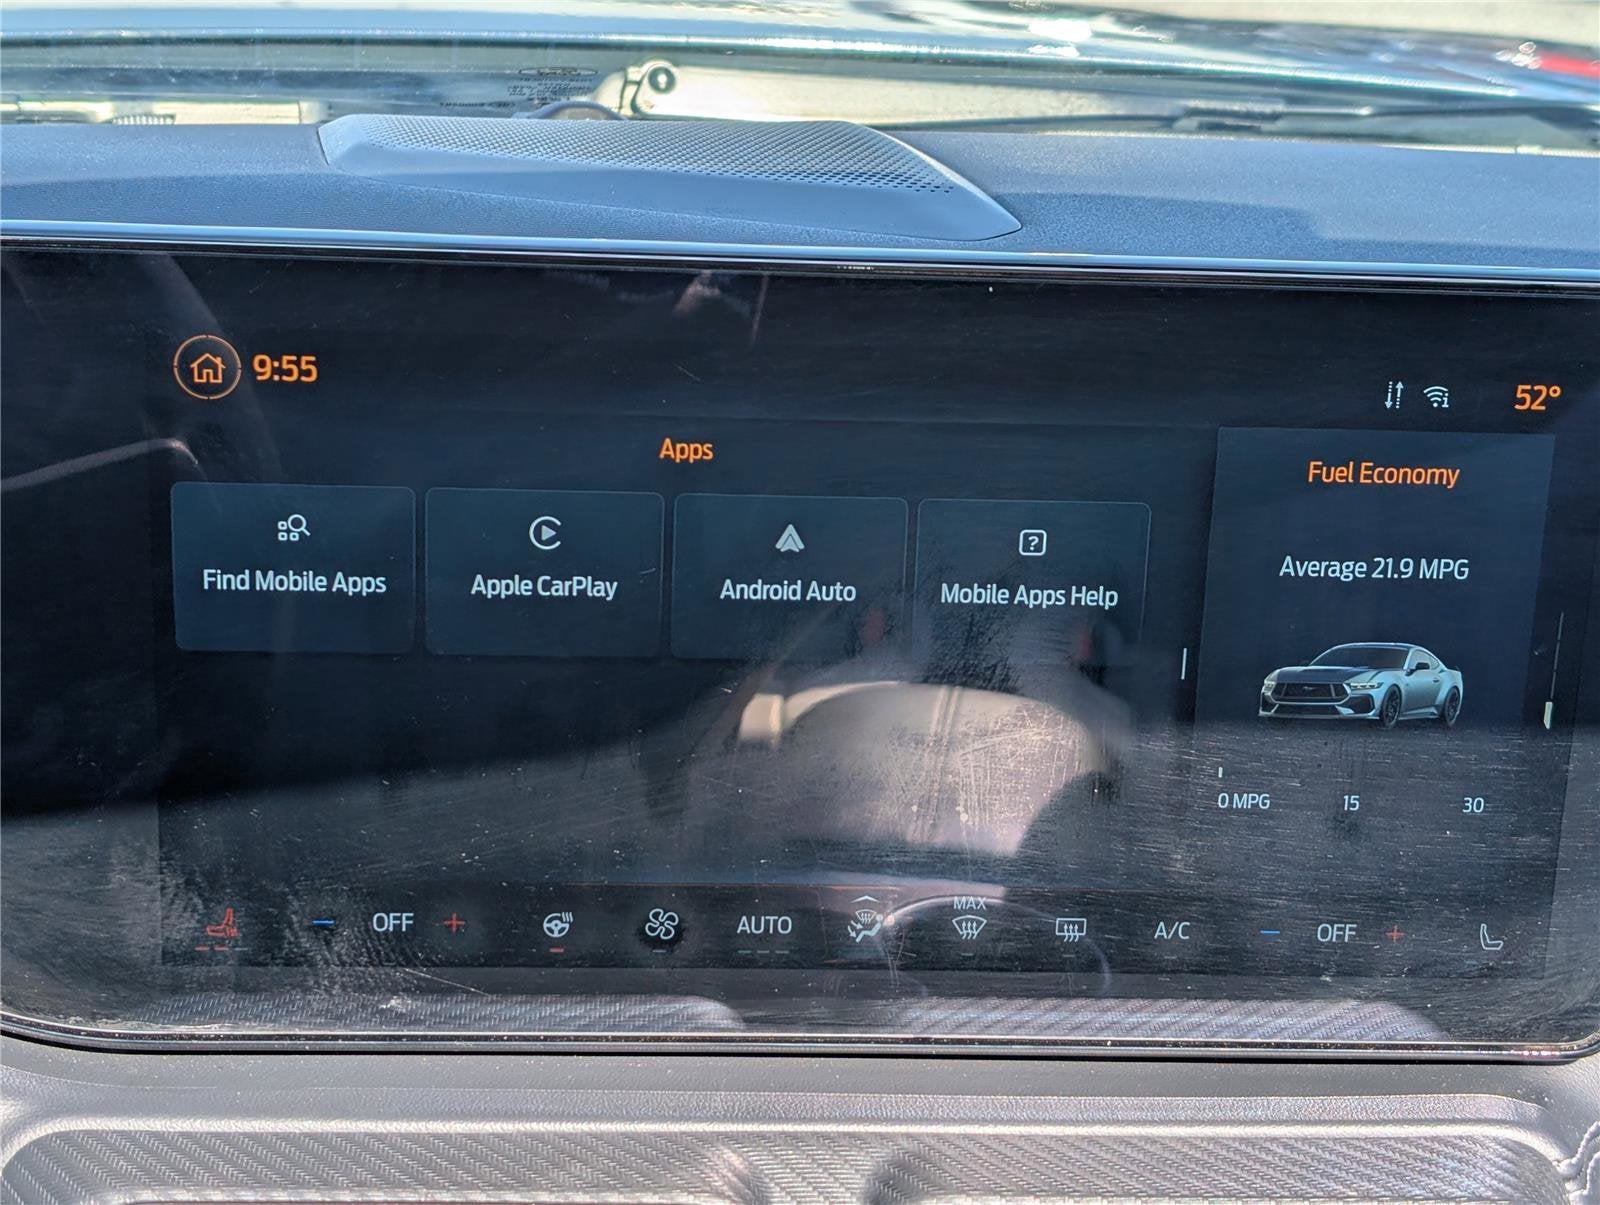 9:55
52°
Apps
Fuel Economy
Find Mobile Apps
Apple CarPlay
Android Auto
Mobile Apps Help
Average 21.9 MPG
0 MPG 15 30
OFF
AUTO
MAX
A/C
OFF